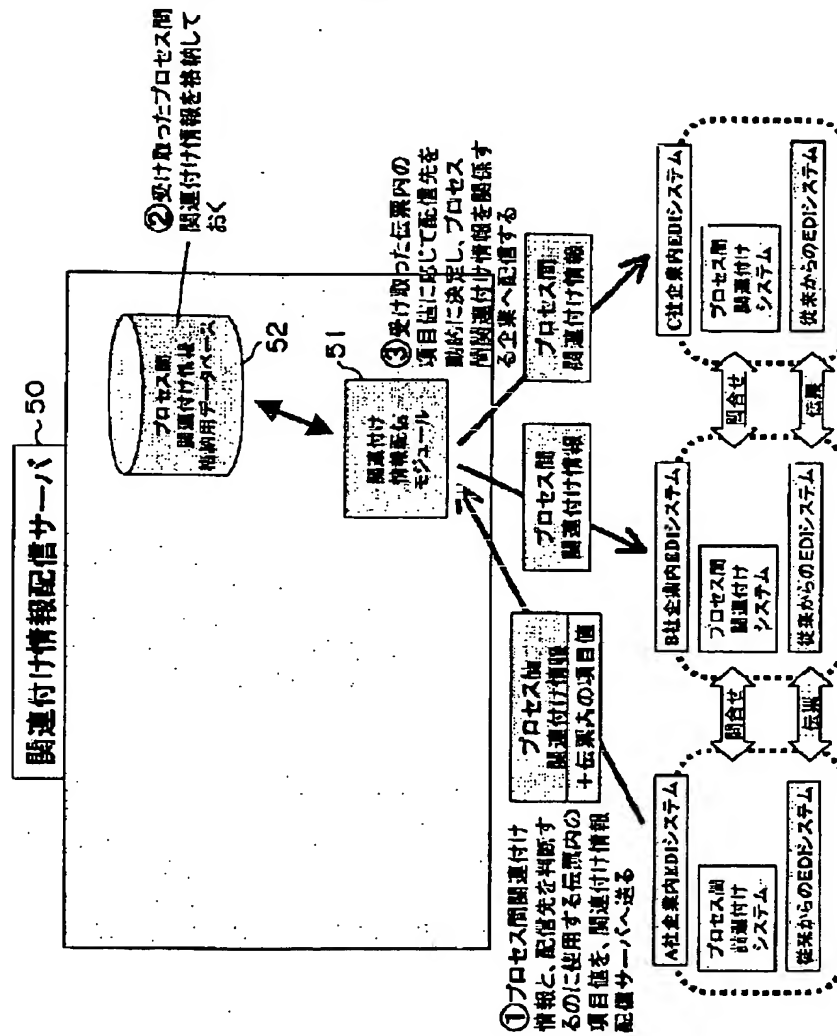 関連付け情報配信サーバ
50
プロセス間
関連付け情報
格納用データベース
52
②受け取ったプロセス間
関連付け情報を格納して
おく
関連付け
情報配信
モジュール
51
③受け取った伝票内の
項目値に応じて配信先を
動的に決定し、プロセス
間関連付け情報を関係す
る企業へ配信する
①プロセス間関連付け
情報と、配信先を判断す
るのに使用する伝票内の
項目値を、関連付け情報
配信サーバへ送る
プロセス間
関連付け情報
+伝票内の項目値
プロセス間
関連付け情報
プロセス間
関連付け情報
A社企業内EDIシステム
プロセス間
関連付け
システム
従来からのEDIシステム
問合せ
伝票
B社企業内EDIシステム
プロセス間
関連付け
システム
従来からのEDIシステム
問合せ
伝票
C社企業内EDIシステム
プロセス間
関連付け
システム
従来からのEDIシステム